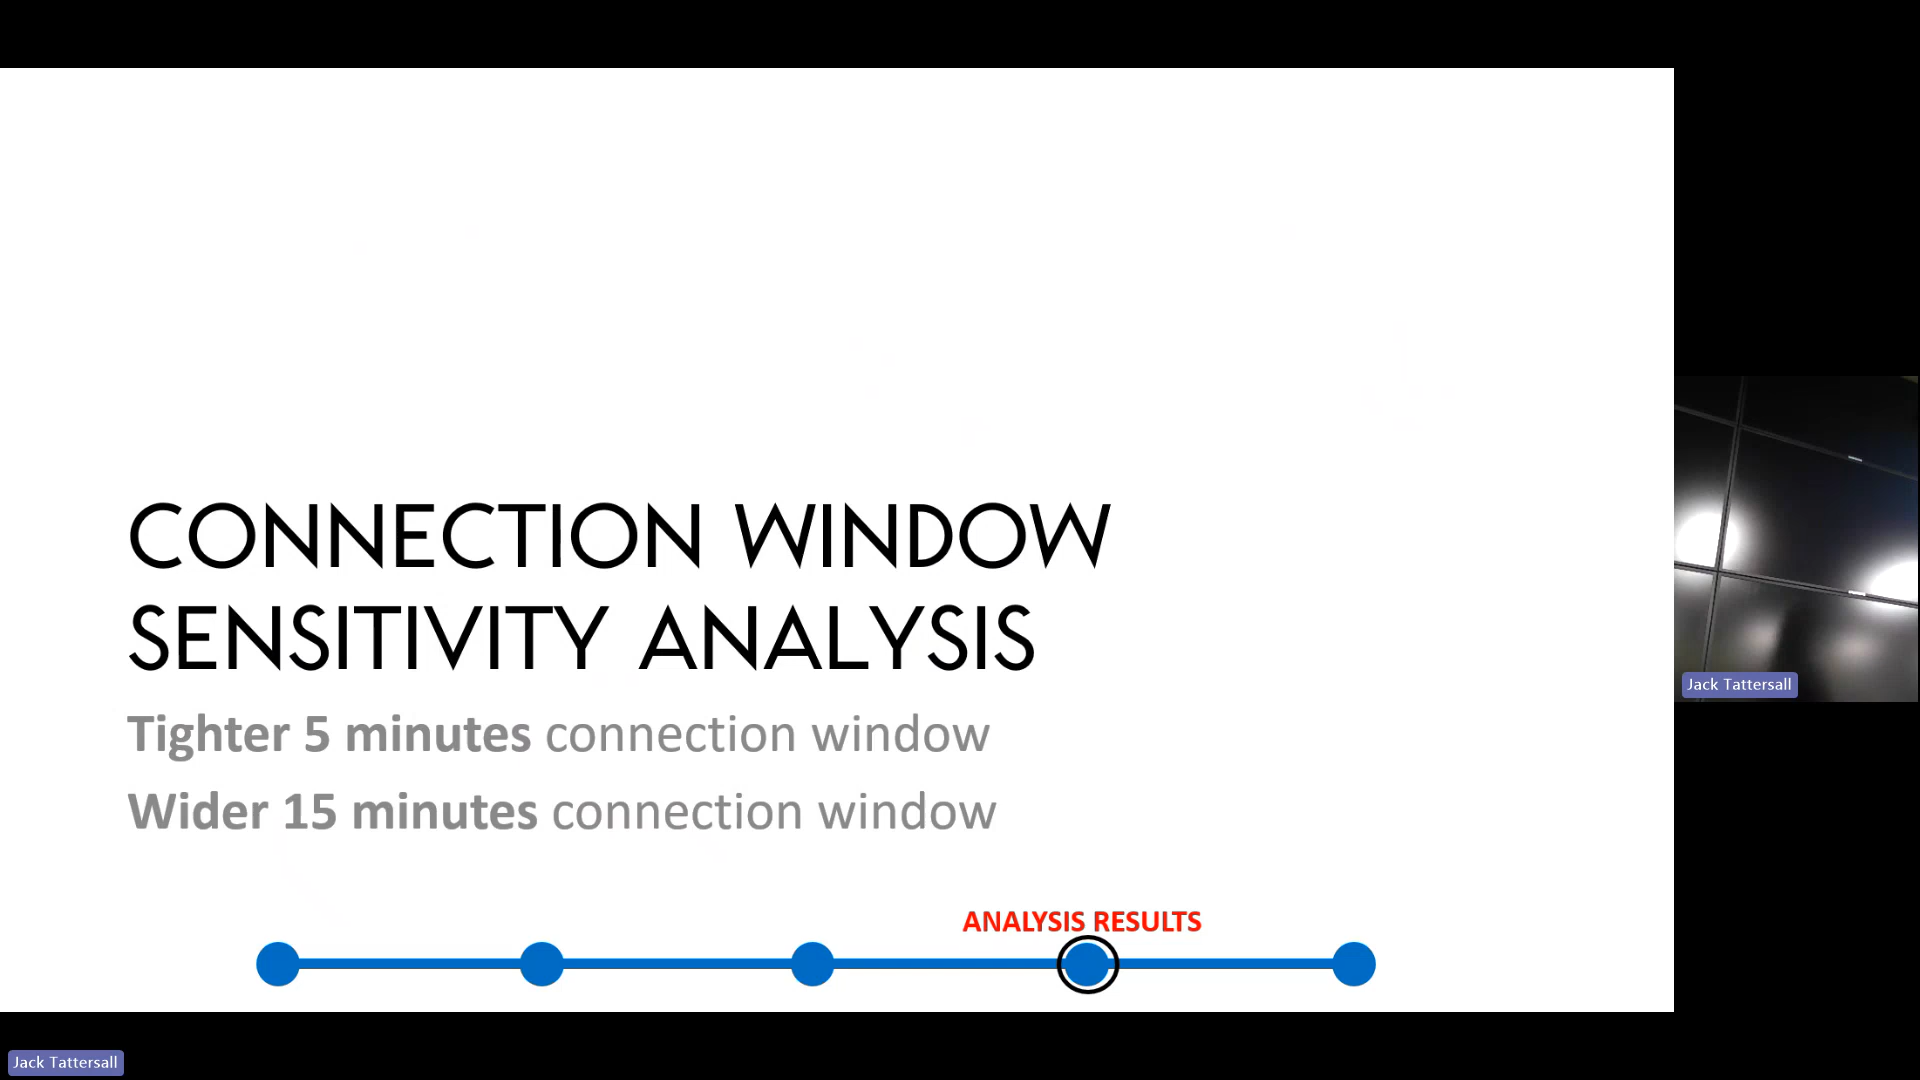 CONNECTION WINDOW
SENSITIVITY ANALYSIS
Tighter 5 minutes connection window
Wider 15 minutes connection window
ANALYSIS RESULTS
Jack Tattersall
Jack Tattersall